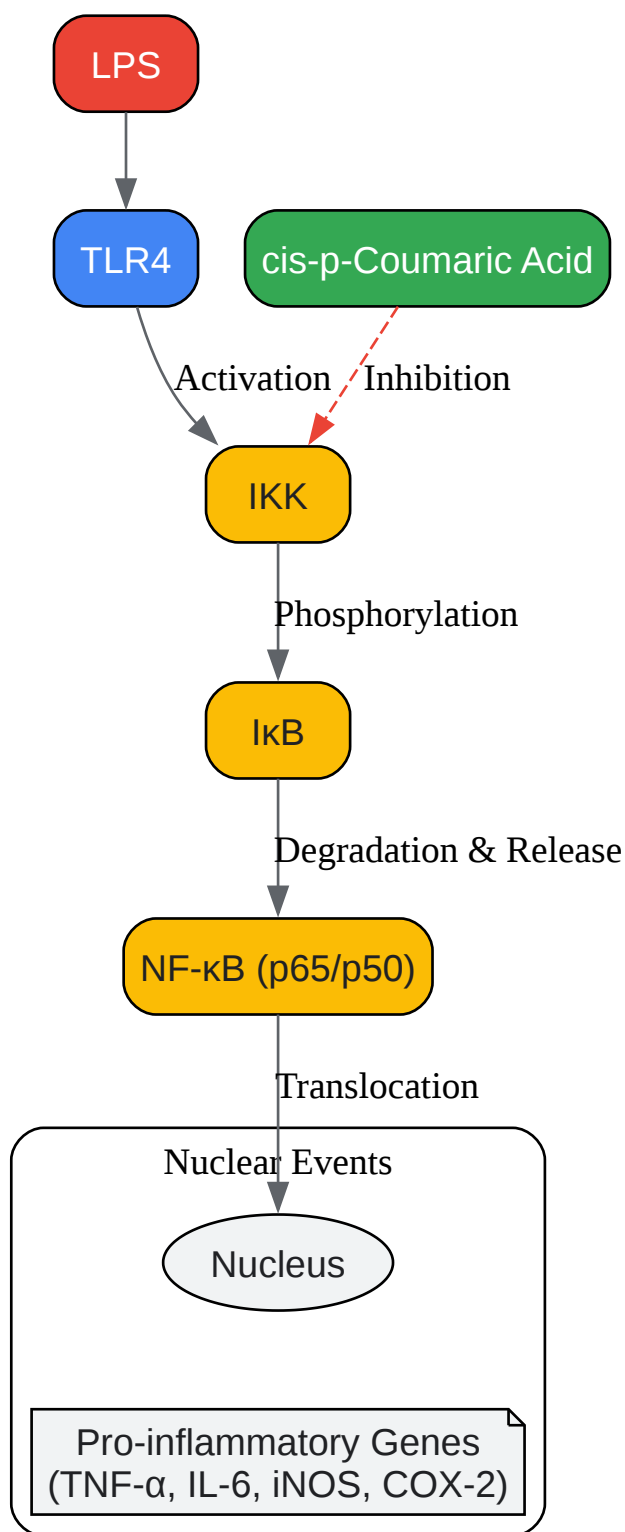 LPS
TLR4
cis-p-Coumaric Acid
Activation
Inhibition
IKK
Phosphorylation
IκB
Degradation & Release
NF-κB (p65/p50)
Translocation
Nuclear Events
Nucleus
Pro-inflammatory Genes
(TNF-α, IL-6, iNOS, COX-2)